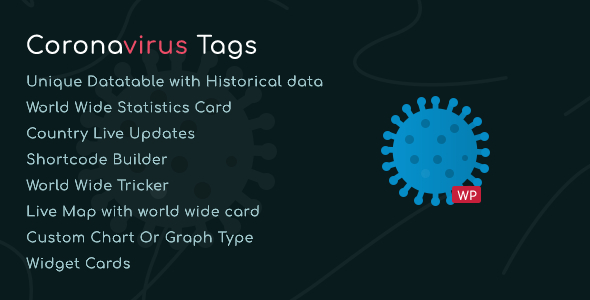 Coronavirus Tags
Unique Datatable with Historical data
World Wide Statistics Card
Country Live Updates
Shortcode Builder
World Wide Tricker
Live Map with world wide card
Custom Chart Or Graph Type
Widget Cards
WP